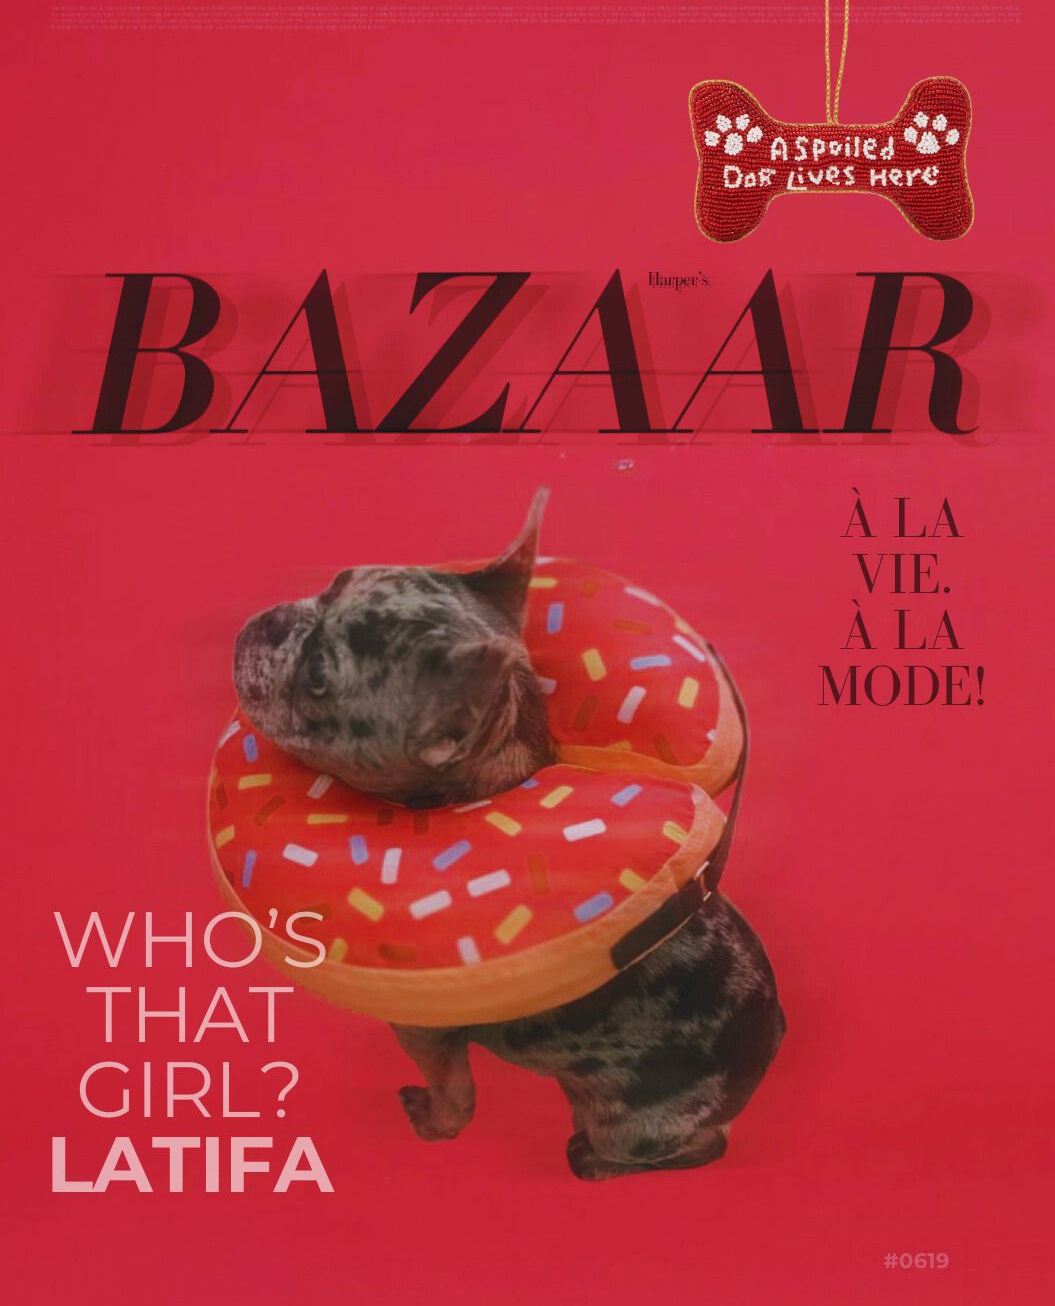 A Spoiled
Dog Lives Here
Harper's
BAZAAR
À LA
VIE.
À LA
MODE!
WHO'S
THAT
GIRL?
LATIFA
#0619